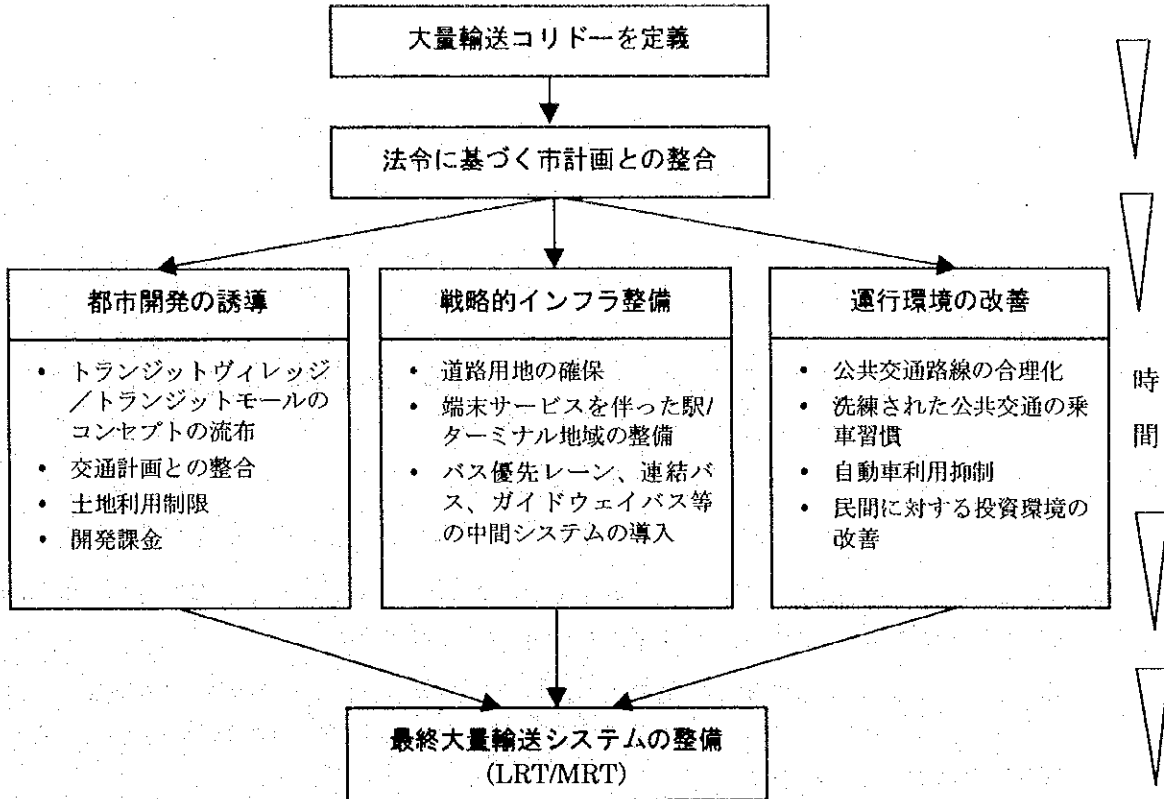 大量輸送コリドーを定義
法令に基づく市計画との整合
都市開発の誘導
• トランジットヴィレッジ
／トランジットモールの
コンセプトの流布
• 交通計画との整合
• 土地利用制限
• 開発課金
戦略的インフラ整備
• 道路用地の確保
• 端末サービスを伴った駅/
ターミナル地域の整備
• バス優先レーン、連結バ
ス、ガイドウェイバス等
の中間システムの導入
運行環境の改善
• 公共交通路線の合理化
• 洗練された公共交通の乗
車習慣
• 自動車利用抑制
• 民間に対する投資環境の
改善
時
間
最終大量輸送システムの整備
(LRT/MRT)